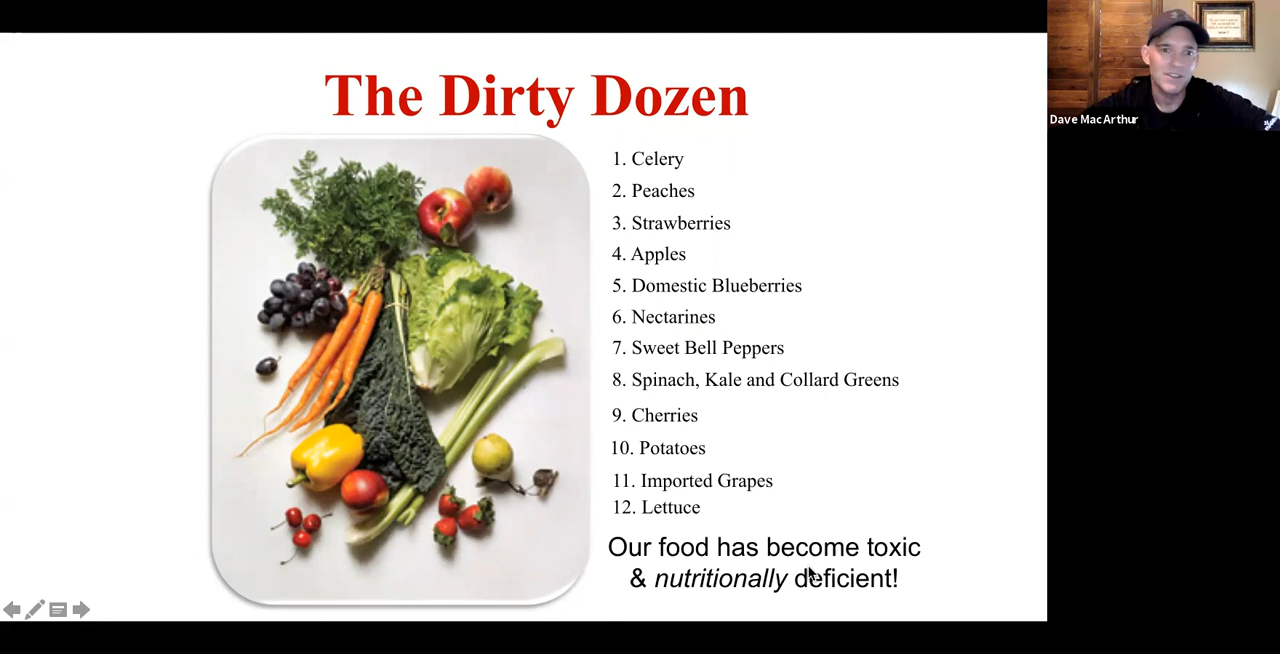 The Dirty Dozen
1. Celery
2. Peaches
3. Strawberries
4. Apples
5. Domestic Blueberries
6. Nectarines
7. Sweet Bell Peppers
8. Spinach, Kale and Collard Greens
9. Cherries
10. Potatoes
11. Imported Grapes
12. Lettuce
Our food has become toxic
& nutritionally deficient!
Dave MacArthur